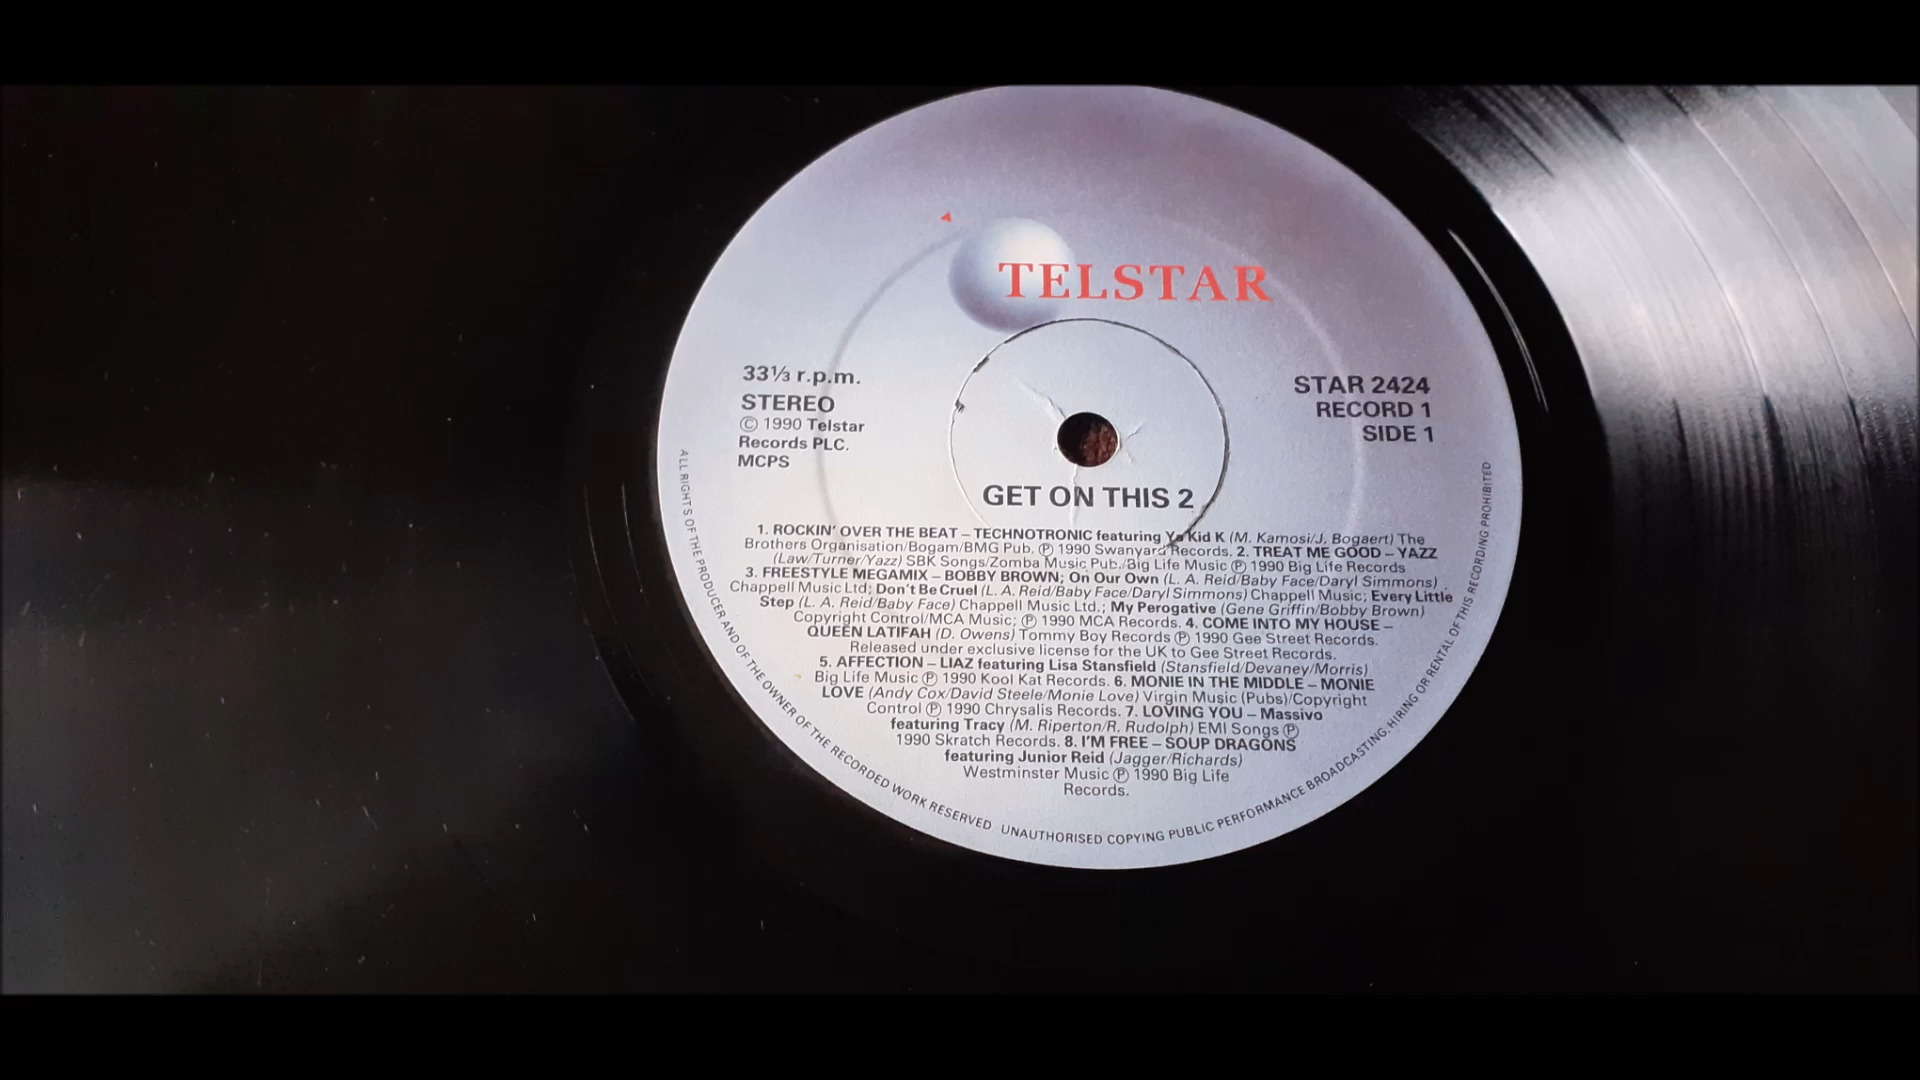 TELSTAR
33⅓ r.p.m.
STEREO
© 1990 Telstar
Records PLC.
MCPS
STAR 2424
RECORD 1
SIDE 1
GET ON THIS 2
1. ROCKIN' OVER THE BEAT – TECHNOTRONIC featuring Ya Kid K (M. Kamosi/J. Bogaert) The
Brothers Organisation/Bogam/BMG Pub. ℗ 1990 Swanyard Records. 2. TREAT ME GOOD – YAZZ
(Law/Turner/Yazz) SBK Songs/Zomba Music Pub./Big Life Music ℗ 1990 Big Life Records
3. FREESTYLE MEGAMIX – BOBBY BROWN; On Our Own (L. A. Reid/Baby Face/Daryl Simmons)
Chappell Music Ltd; Don't Be Cruel (L. A. Reid/Baby Face/Daryl Simmons) Chappell Music; Every Little
Step (L. A. Reid/Baby Face) Chappell Music Ltd.; My Perogative (Gene Griffin/Bobby Brown)
Copyright Control/MCA Music; ℗ 1990 MCA Records. 4. COME INTO MY HOUSE –
QUEEN LATIFAH (D. Owens) Tommy Boy Records ℗ 1990 Gee Street Records.
Released under exclusive license for the UK to Gee Street Records.
5. AFFECTION – LIAZ featuring Lisa Stansfield (Stansfield/Devaney/Morris)
Big Life Music ℗ 1990 Kool Kat Records. 6. MONIE IN THE MIDDLE – MONIE
LOVE (Andy Cox/David Steele/Monie Love) Virgin Music (Pubs)/Copyright
Control ℗ 1990 Chrysalis Records. 7. LOVING YOU – Massivo
featuring Tracy (M. Riperton/R. Rudolph) EMI Songs ℗
1990 Skratch Records. 8. I'M FREE – SOUP DRAGONS
featuring Junior Reid (Jagger/Richards)
Westminster Music ℗ 1990 Big Life
Records.
ALL RIGHTS OF THE PRODUCER AND OF THE OWNER OF THE RECORDED WORK RESERVED · UNAUTHORISED COPYING PUBLIC PERFORMANCE BROADCASTING, HIRING OR RENTAL OF THIS RECORDING PROHIBITED